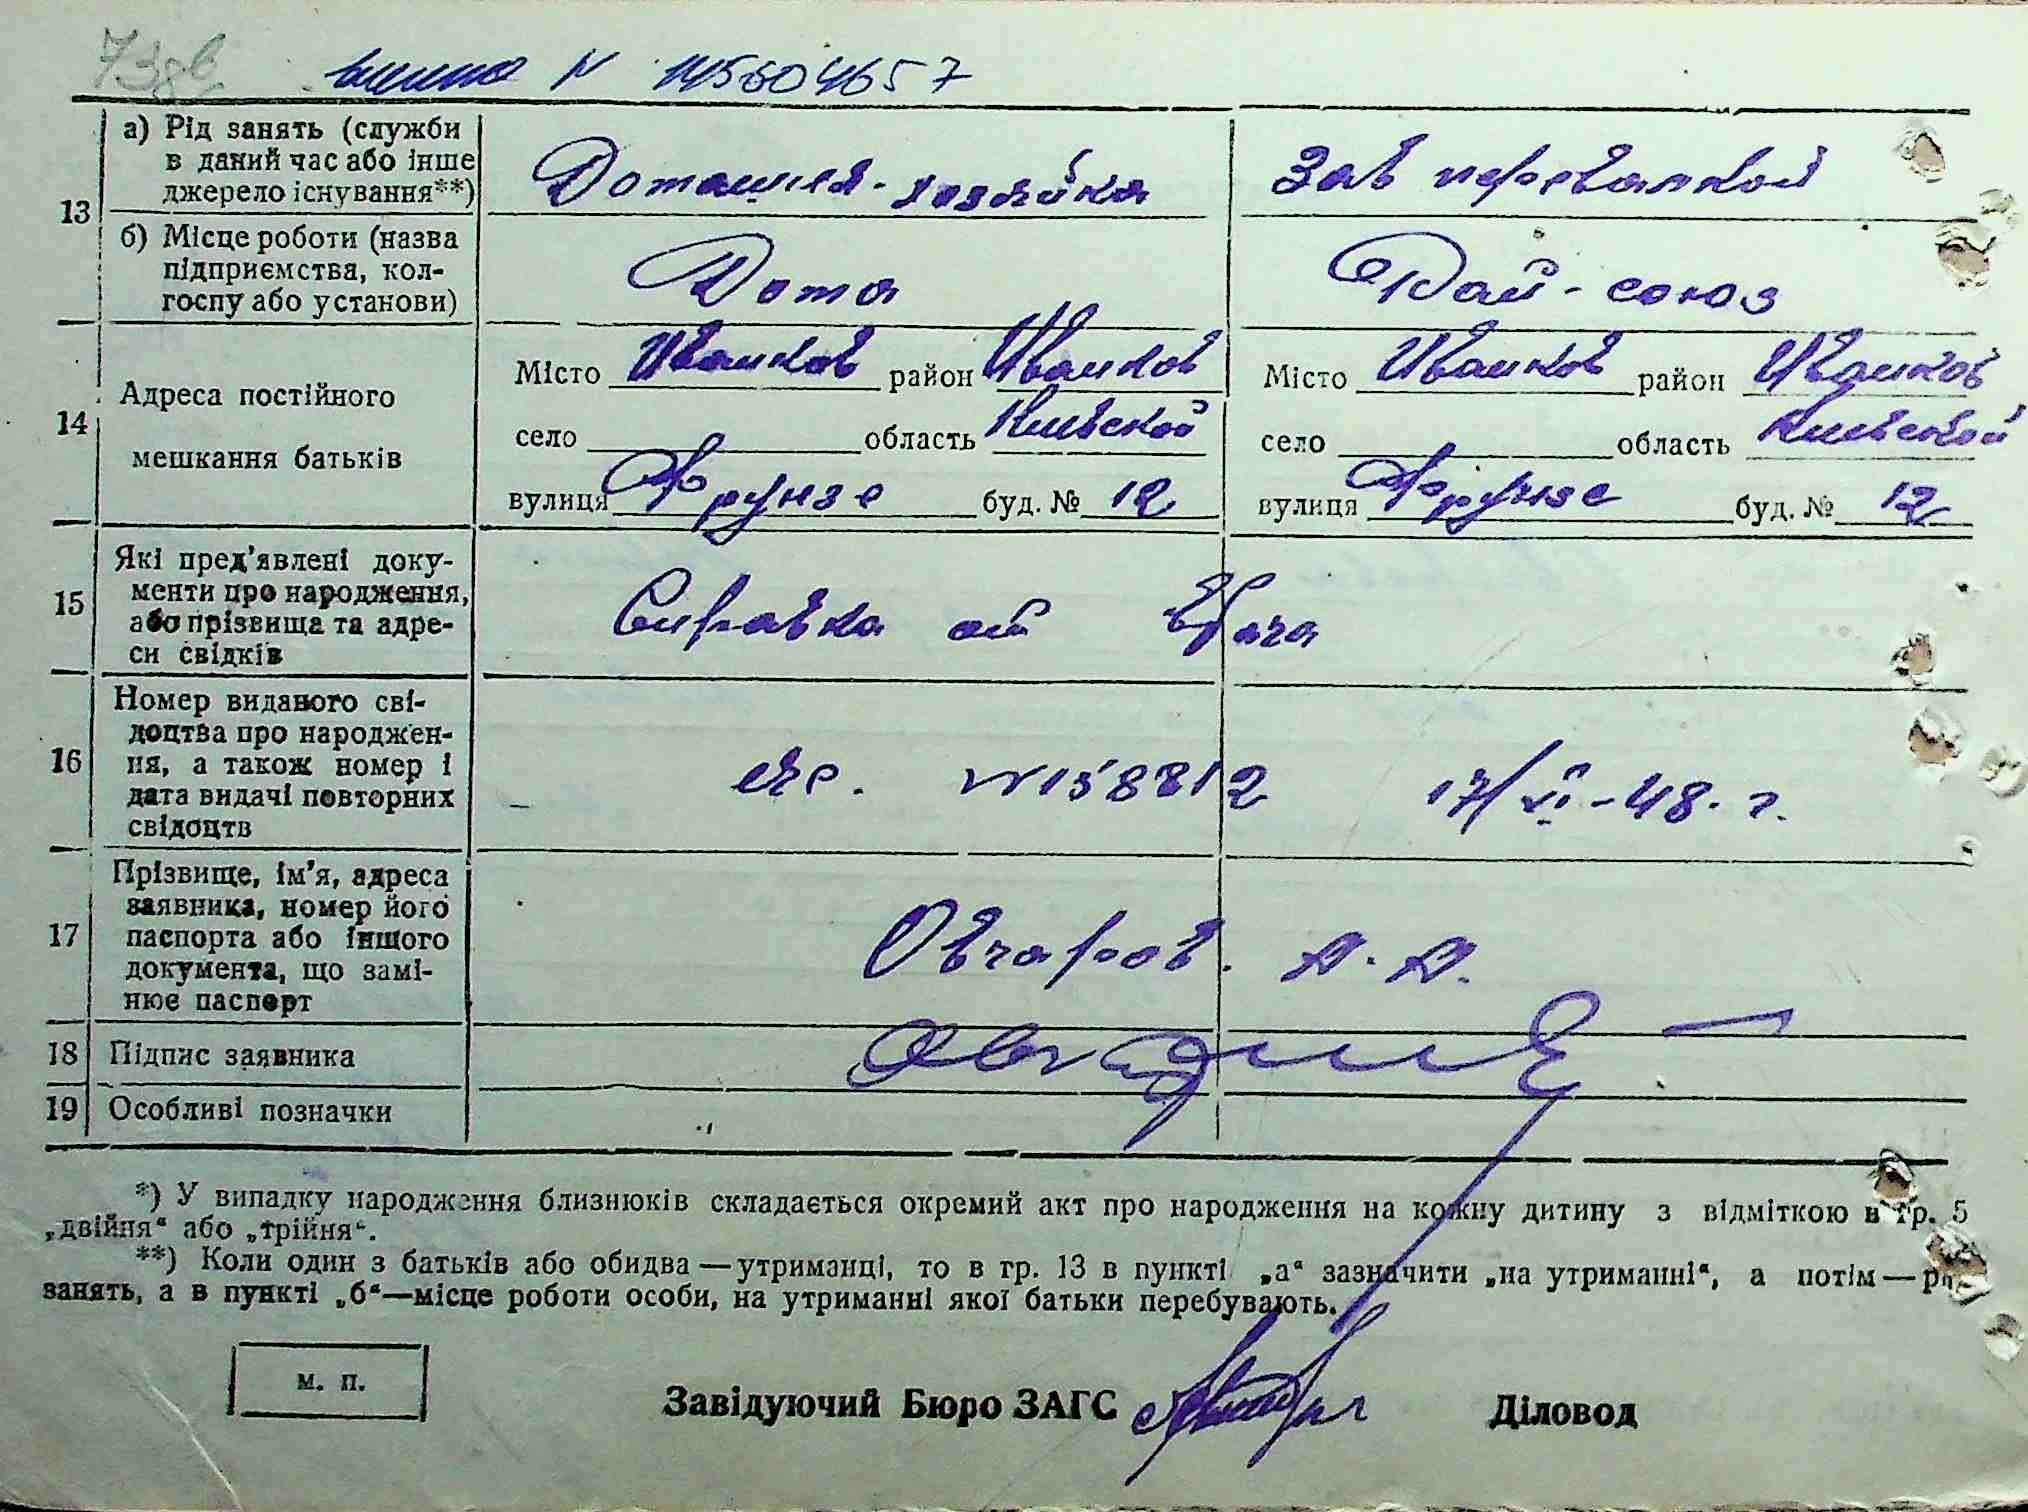 73зв
N 145504657
13
а) Рід занять (служби в даний час або інше джерело існування**)
Домашня-хозяйка
Зав перевалкой
б) Місце роботи (назва підприємства, колгоспу або установи)
Дома
Рай-союз
14
Адреса постійного мешкання батьків
Місто Иванков район Иванков
село область Киевской
вулиця Фрунзе буд. № 12
Місто Иванков район Иванков
село область Киевской
вулиця Фрунзе буд. № 12
15
Які пред'явлені документи про народження, або прізвища та адреси свідків
Справка от врача
16
Номер виданого свідоцтва про народження, а також номер і дата видачі повторних свідоцтв
N 158812 17/VI-48. г.
17
Прізвище, ім'я, адреса заявника, номер його паспорта або іншого документа, що замінює паспорт
Овчаров. А. А.
18
Підпис заявника
19
Особливі позначки
*) У випадку народження близнюків складається окремий акт про народження на кожну дитину з відміткою в гр. 5
„двійня“ або „трійня“.
**) Коли один з батьків або обидва — утриманці, то в гр. 13 в пункті „а“ зазначити „на утриманні“, а потім — рід
занять, а в пункті „б“—місце роботи особи, на утриманні якої батьки перебувають.
м. п.
Завідуючий Бюро ЗАГС
Діловод